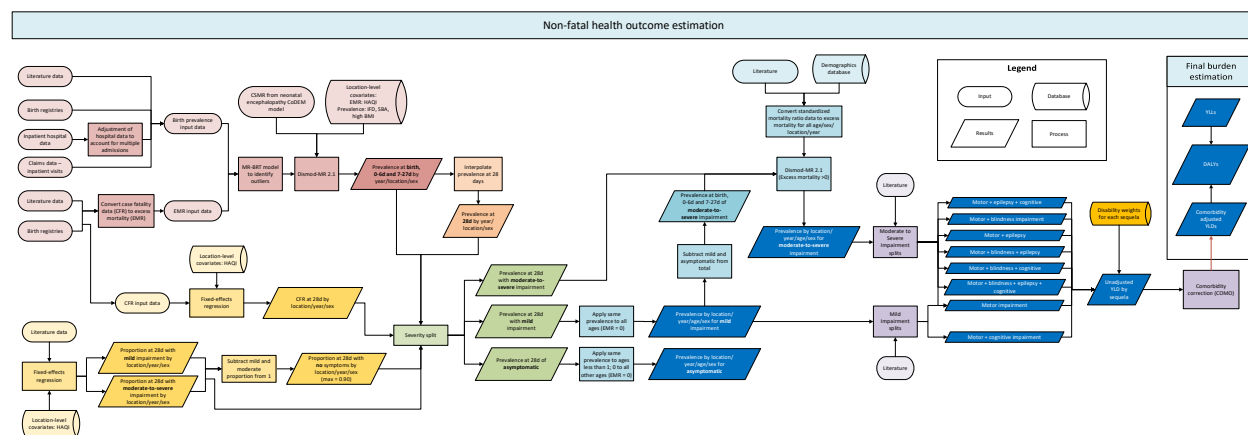 Non-fatal health outcome estimation
Literature data
Birth registries
Inpatient hospital
data
Claims data –
inpatient visits
Adjustment of
hospital data to
account for multiple
admissions
Birth prevalence
input data
Literature data
Birth registries
Convert case fatality
data (CFR) to excess
mortality (EMR)
EMR input data
MR-BRT model
to identify
outliers
CSMR from neonatal
encephalopathy CoDEM
model
Location-level
covariates:
EMR: HAQI
Prevalence: IFD, SBA,
high BMI
Dismod-MR 2.1
Prevalence at birth,
0-6d and 7-27d by
year/location/sex
Interpolate
prevalence at 28
days
Prevalence at
28d by year/
location/sex
Location-level
covariates: HAQI
CFR input data
Fixed-effects
regression
CFR at 28d by
location/year/sex
Literature data
Fixed-effects
regression
Location-level
covariates: HAQI
Proportion at 28d with
mild impairment by
location/year/sex
Proportion at 28d with
moderate-to-severe
impairment by
location/year/sex
Subtract mild and
moderate proportion
from 1
Proportion at 28d with
no symptoms by
location/year/sex
(max = 0.90)
Severity split
Prevalence at 28d
with moderate-to-
severe impairment
Prevalence at 28d
with mild
impairment
Prevalence at 28d of
asymptomatic
Apply same
prevalence to all
ages (EMR = 0)
Apply same
prevalence to ages
less than 1; 0 to all
other ages (EMR = 0)
Prevalence by location/
year/age/sex for mild
impairment
Prevalence by location/
year/age/sex for
asymptomatic
Subtract mild and
asymptomatic from
total
Prevalence at birth,
0-6d and 7-27d of
moderate-to-
severe impairment
Literature
Demographics
database
Convert standardized
mortality ratio data to excess
mortality for all age/sex/
location/year
Dismod-MR 2.1
(Excess mortality >0)
Prevalence by location/
year/age/sex for
moderate-to-severe
impairment
Literature
Moderate to
Severe
impairment
splits
Mild
impairment
splits
Literature
Legend
Input
Database
Results
Process
Motor + epilepsy + cognitive
Motor + blindness impairment
Motor + epilepsy
Motor + blindness + epilepsy
Motor + blindness + cognitive
Motor + blindness + epilepsy +
cognitive
Motor impairment
Motor + cognitive impairment
Disability weights
for each sequela
Unadjusted
YLD by
sequela
Comorbidity
correction (COMO)
Final burden
estimation
YLLs
DALYs
Comorbidity
adjusted
YLDs